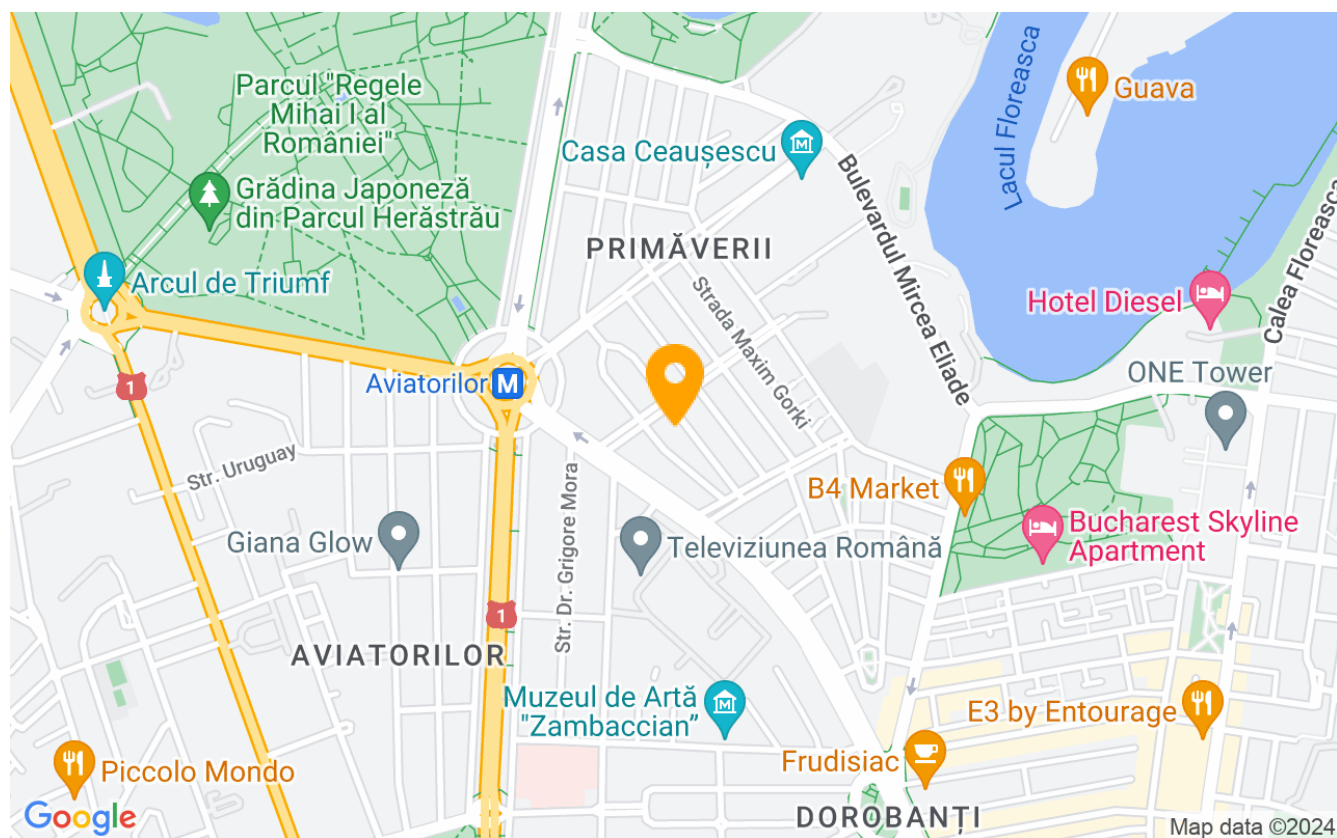 Parcul "Regele
Mihai I al
României"
Grădina Japoneză
din Parcul Herăstrău
Arcul de Triumf
Casa Ceaușescu
PRIMĂVERII
Bulevardul Mircea Eliade
Lacul Floreasca
Guava
Calea Floreasca
Hotel Diesel
ONE Tower
Strada Maxim Gorki
Aviatorilor
M
1
Str. Uruguay
Giana Glow
Str. Dr. Grigore Mora
Televiziunea Română
B4 Market
Bucharest Skyline
Apartment
1
AVIATORILOR
Muzeul de Artă
"Zambaccian”
E3 by Entourage
Frudisiac
Piccolo Mondo
DOROBANȚI
Google
Map data ©2024